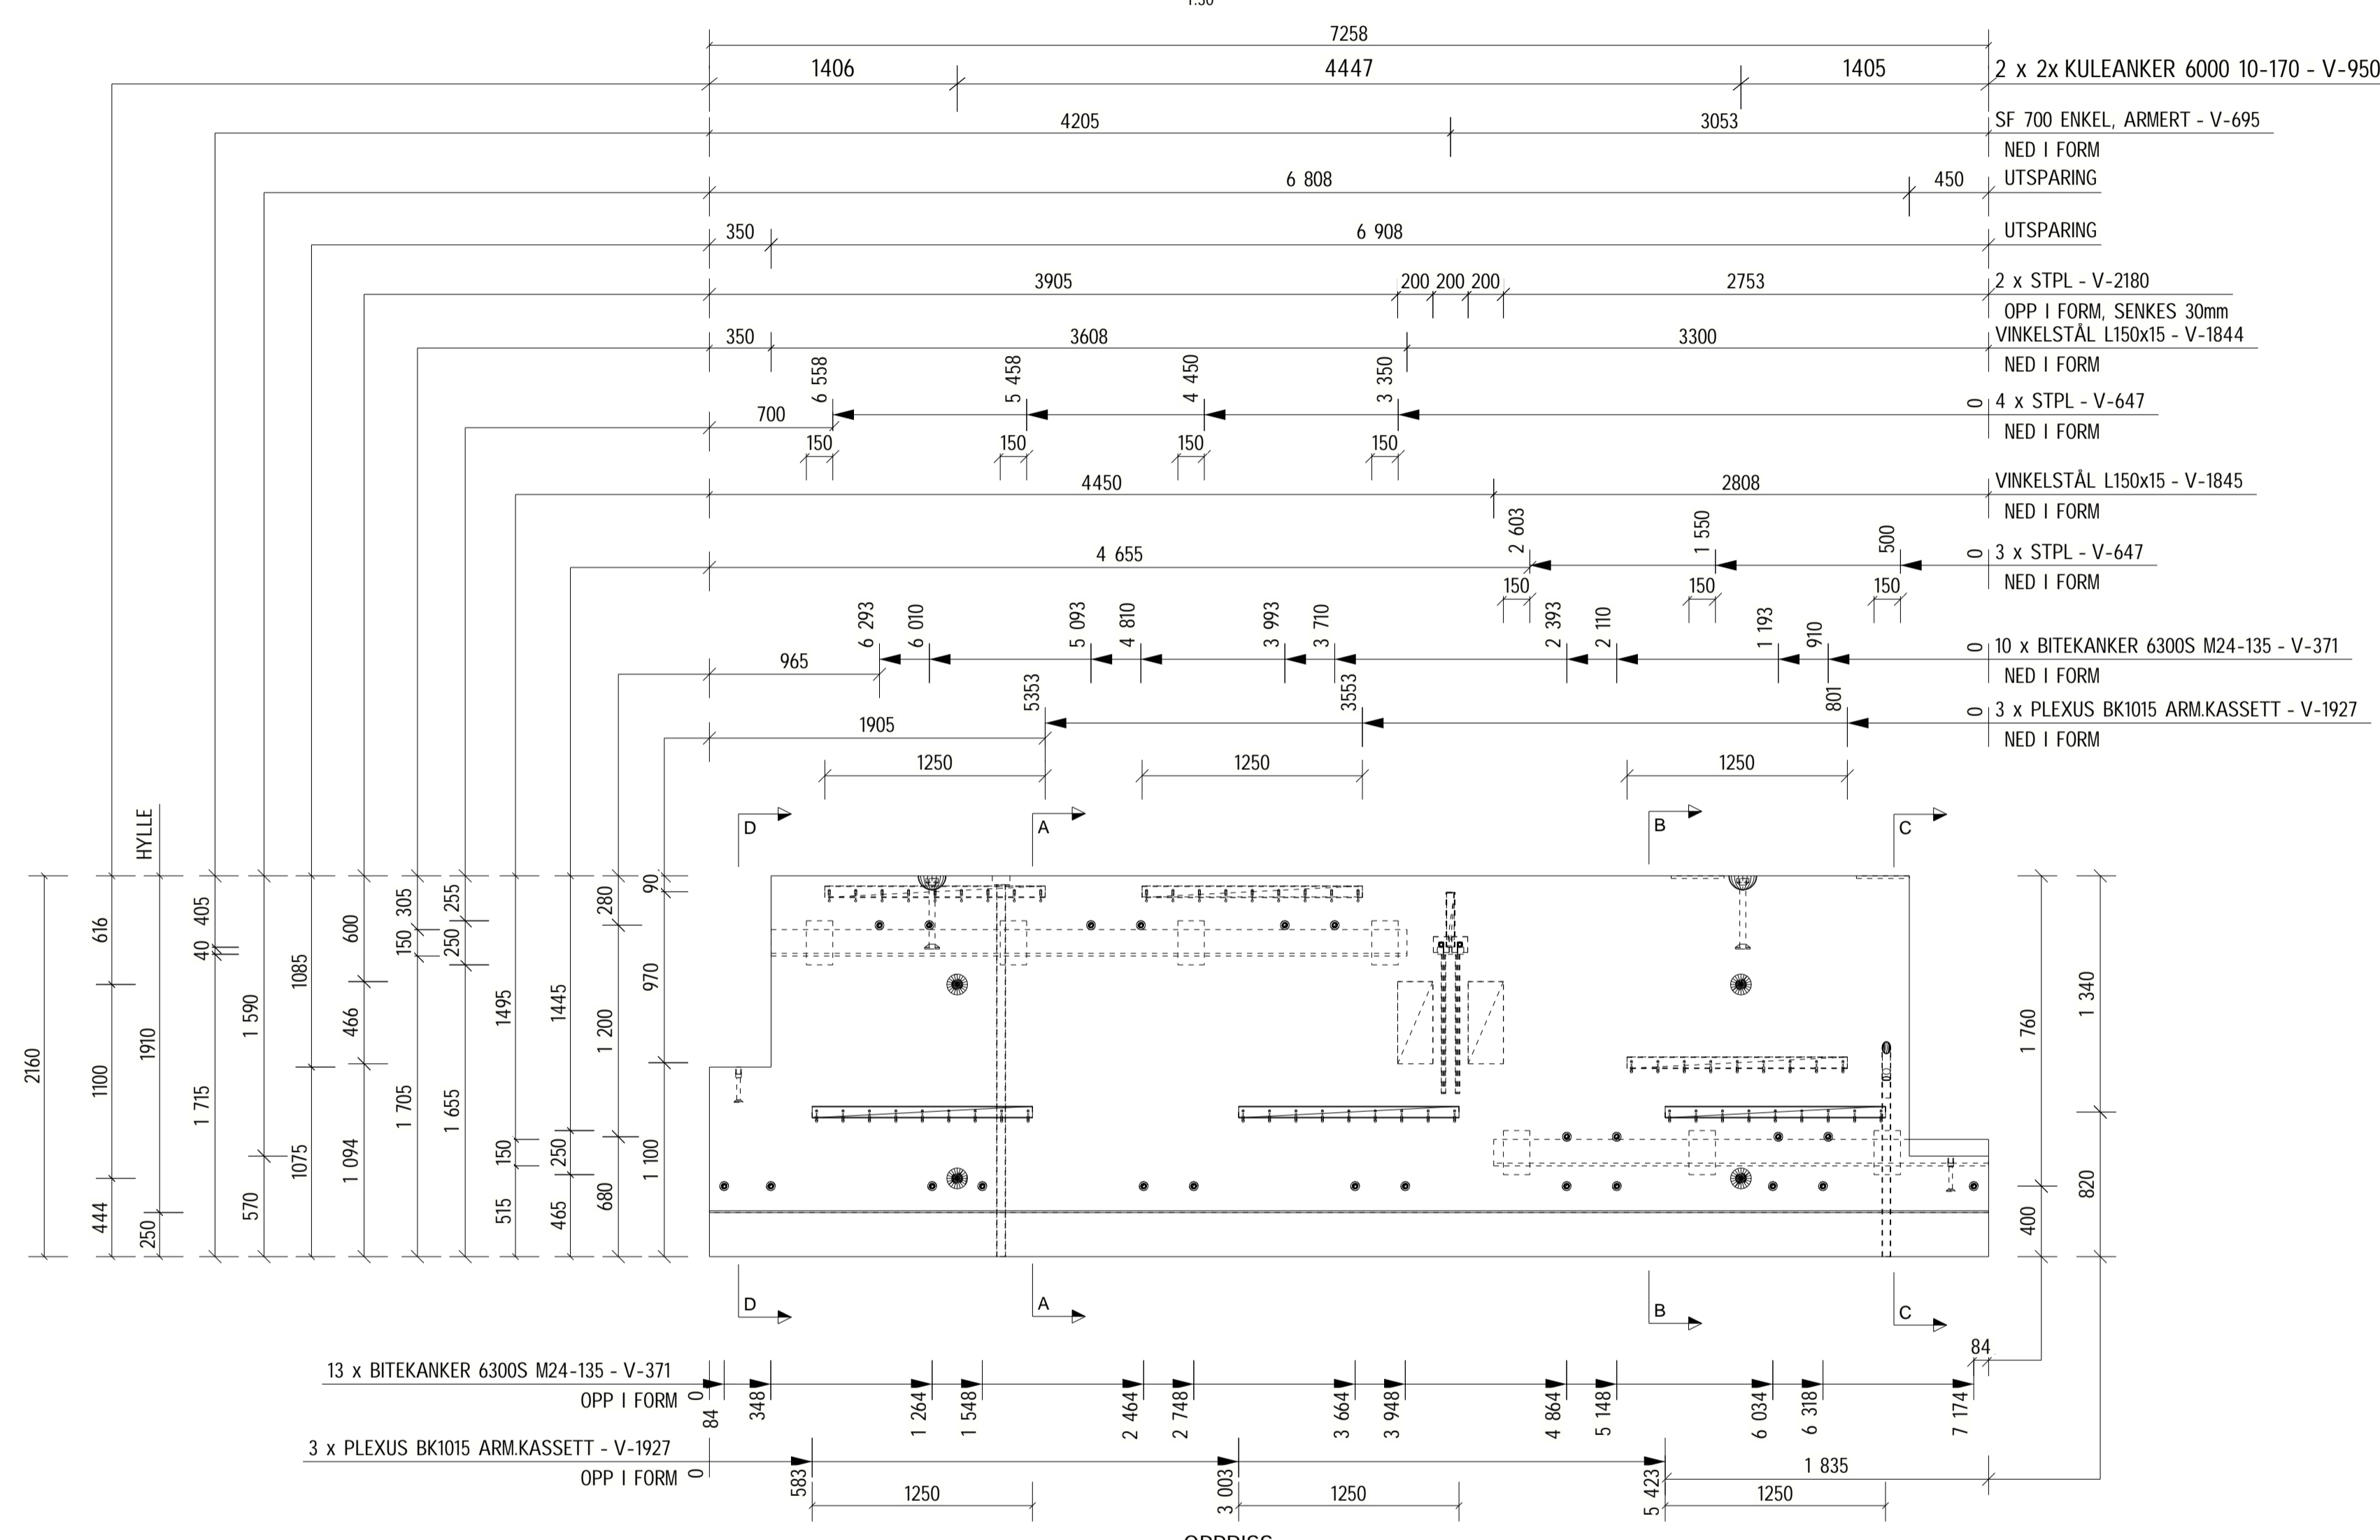 7258
1406 4447 1405 2 x 2x KULEANKER 6000 10-170 - V-950
4205 3053 SF 700 ENKEL, ARMERT - V-695
NED I FORM
6 808 450 UTSPARING
350 6 908 UTSPARING
3905 200 200 200 2753 2 x STPL - V-2180
OPP I FORM, SENKES 30mm
350 3608 3300 VINKELSTÅL L150x15 - V-1844
NED I FORM
6 558 5 458 4 450 3 350 0 4 x STPL - V-647
700 NED I FORM
150 150 150 150
4450 2808 VINKELSTÅL L150x15 - V-1845
NED I FORM
4 655 2 603 1 550 500 0 3 x STPL - V-647
NED I FORM
150 150 150
6 293 6 010 5 093 4 810 3 993 3 710 2 393 2 110 1 193 910 0 10 x BITEKANKER 6300S M24-135 - V-371
965 NED I FORM
5353 3553 801 0 3 x PLEXUS BK1015 ARM.KASSETT - V-1927
1905 NED I FORM
1250 1250 1250
D A B C
HYLLE
2160
616 1100 444
1910 250
405 40 1 715
1 590 570
1085 1075
600 466 1 094
305 150 1 705
255 250 1 655
1495 150 515
1445 250 465
280 1 200 680
90 970 1 100
1 760 400
1 340 820
D A B C
84
13 x BITEKANKER 6300S M24-135 - V-371
OPP I FORM 0 84 348 1 264 1 548 2 464 2 748 3 664 3 948 4 864 5 148 6 034 6 318 7 174
3 x PLEXUS BK1015 ARM.KASSETT - V-1927
OPP I FORM 0 583 3 003 5 423 1 835
1250 1250 1250